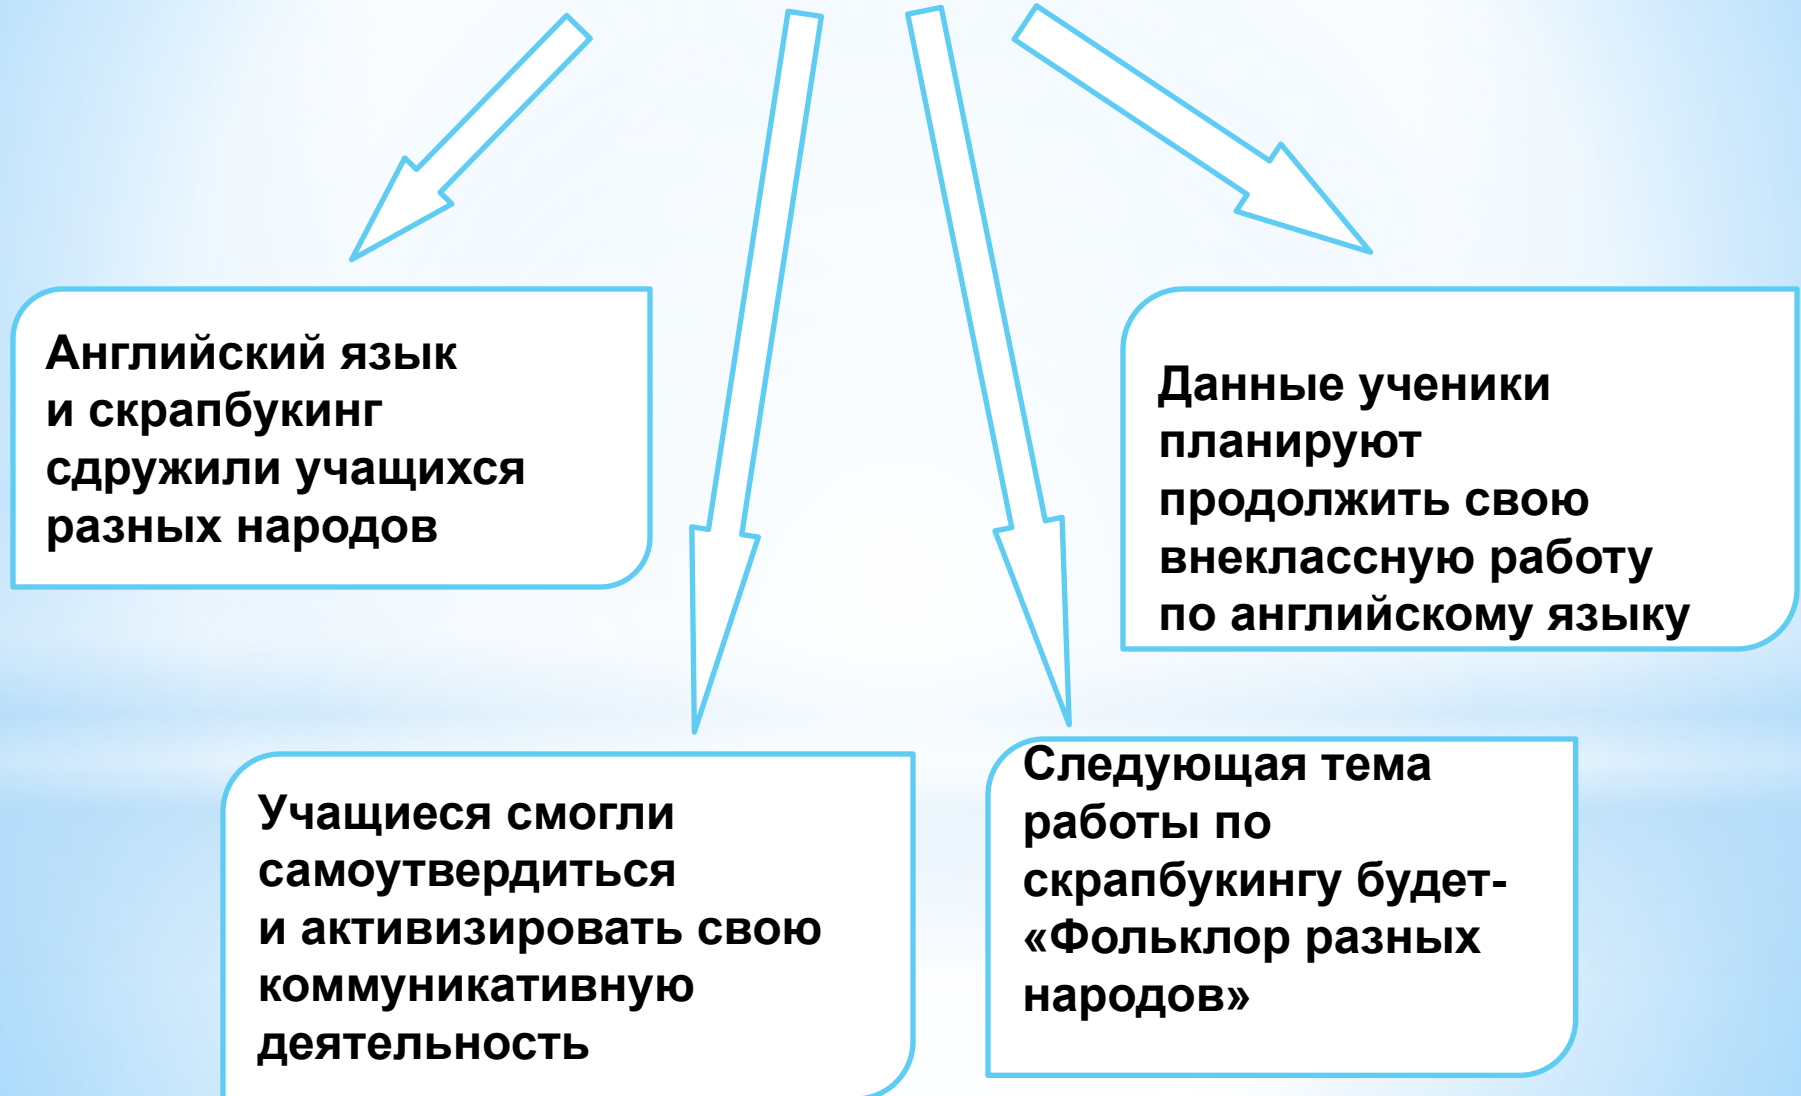 Английский язык
и скрапбукинг
сдружили учащихся
разных народов
Данные ученики
планируют
продолжить свою
внеклассную работу
по английскому языку
Учащиеся смогли
самоутвердиться
и активизировать свою
коммуникативную
деятельность
Следующая тема
работы по
скрапбукингу будет-
«Фольклор разных
народов»